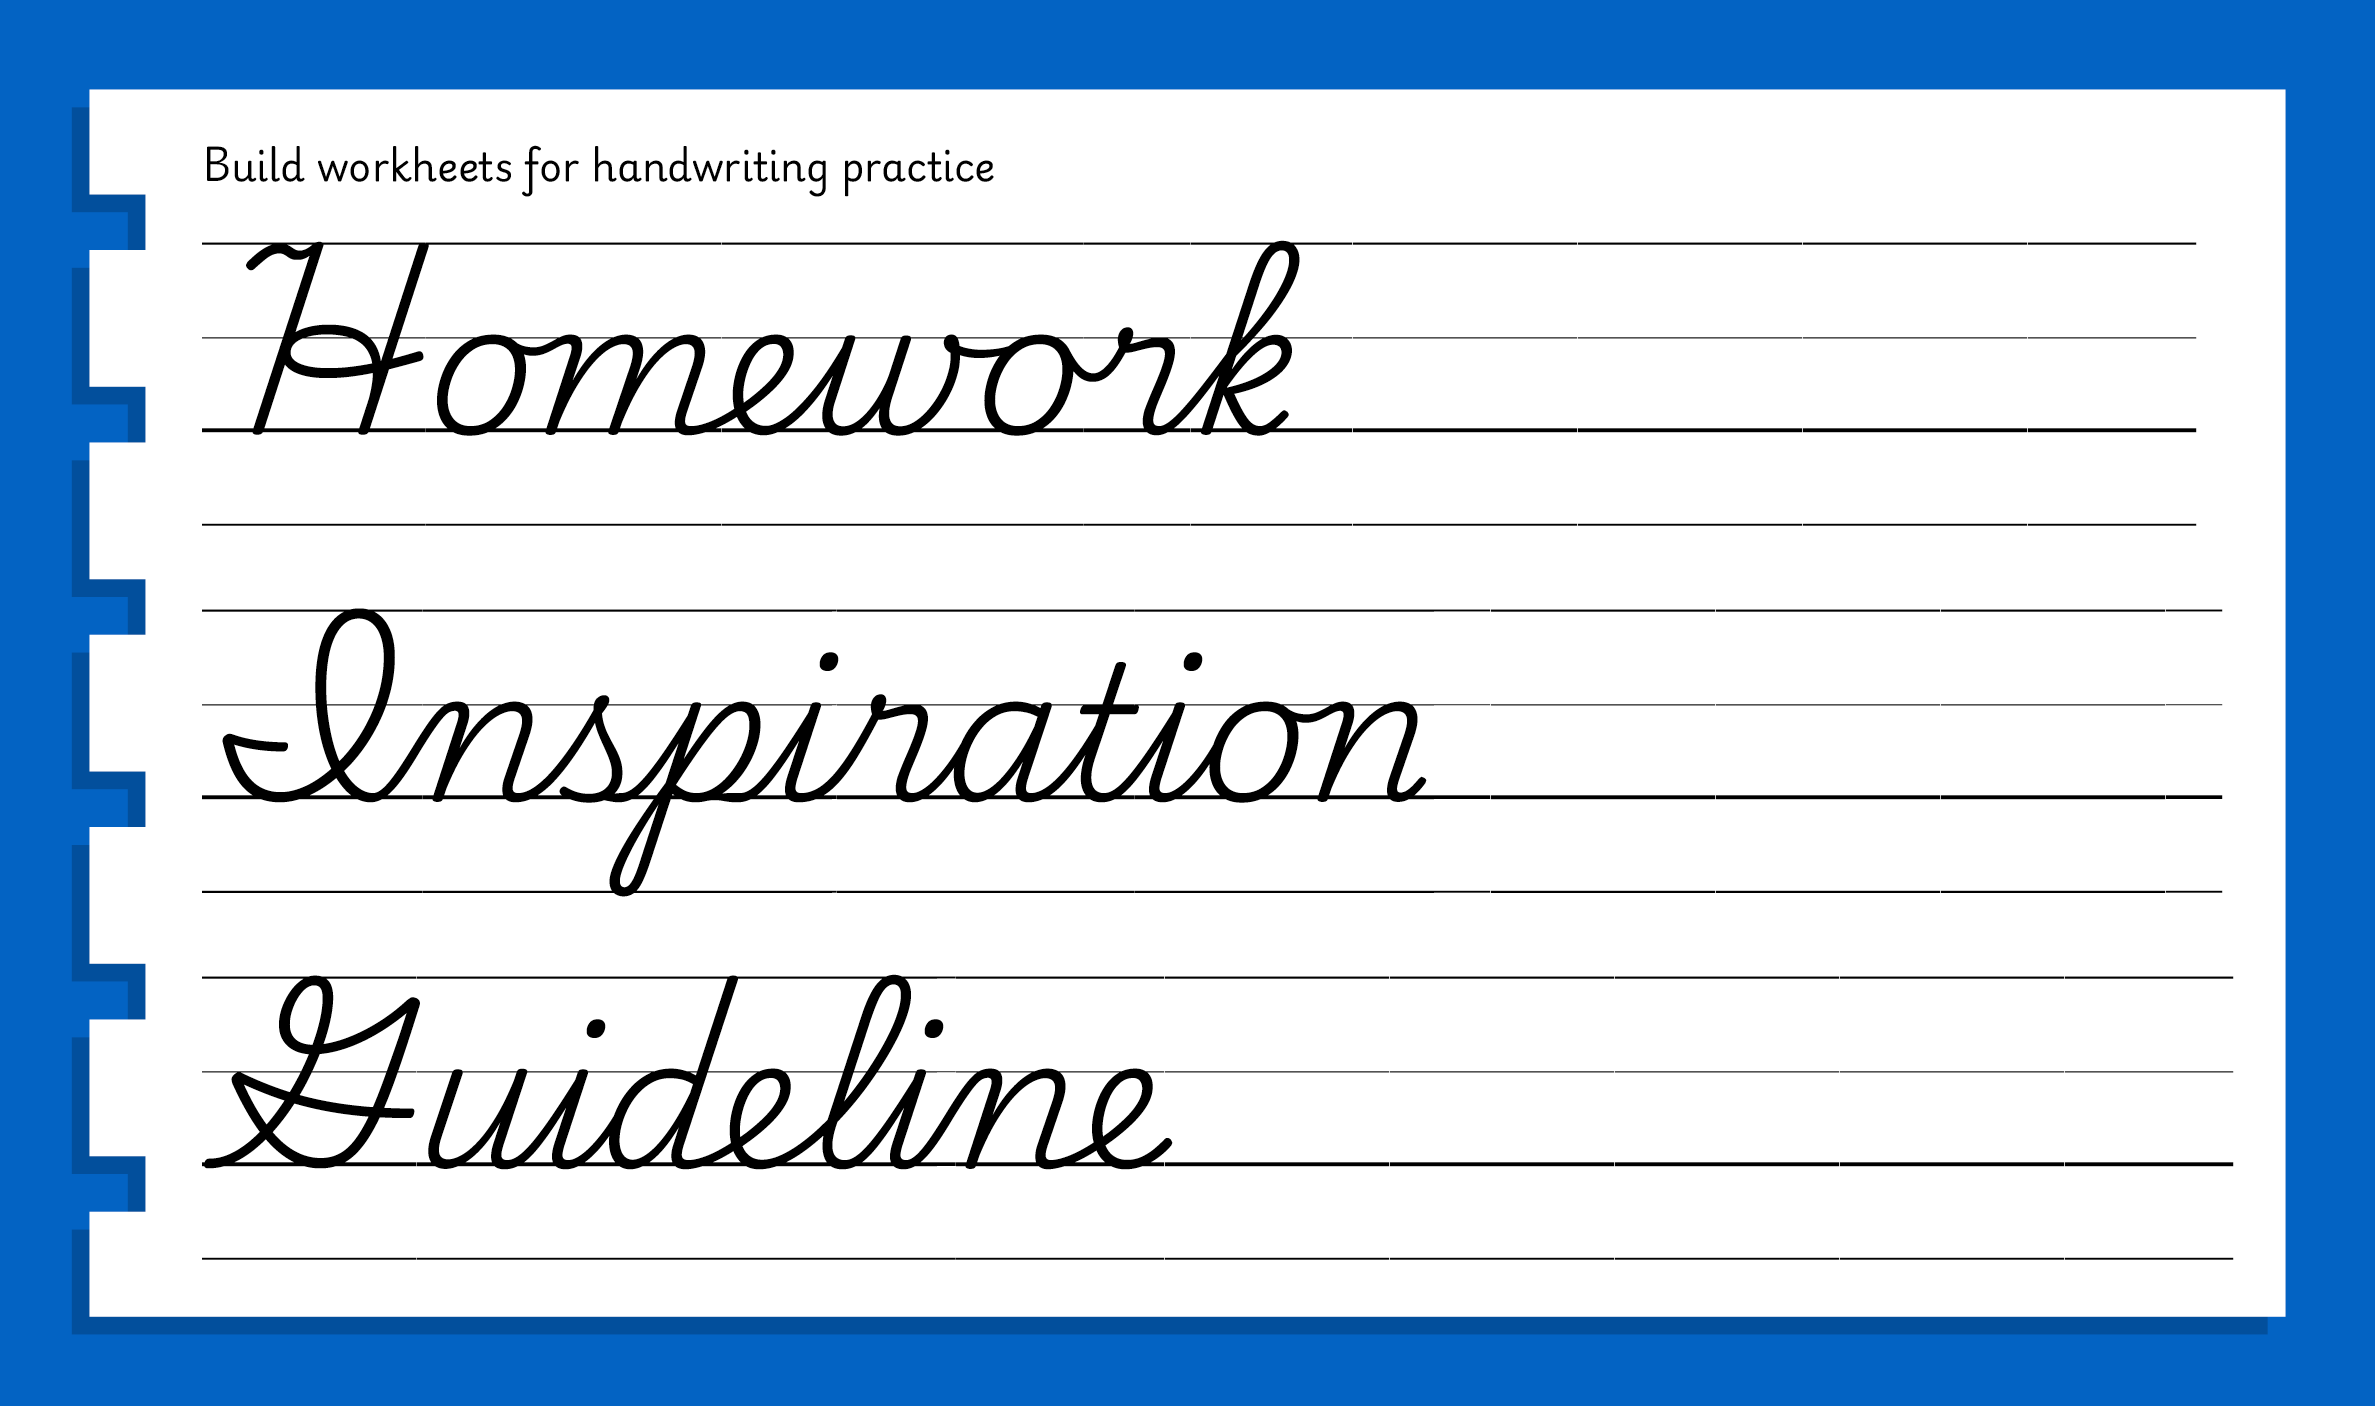 Build workheets for handwriting practice
Homework
Inspiration
Guideline